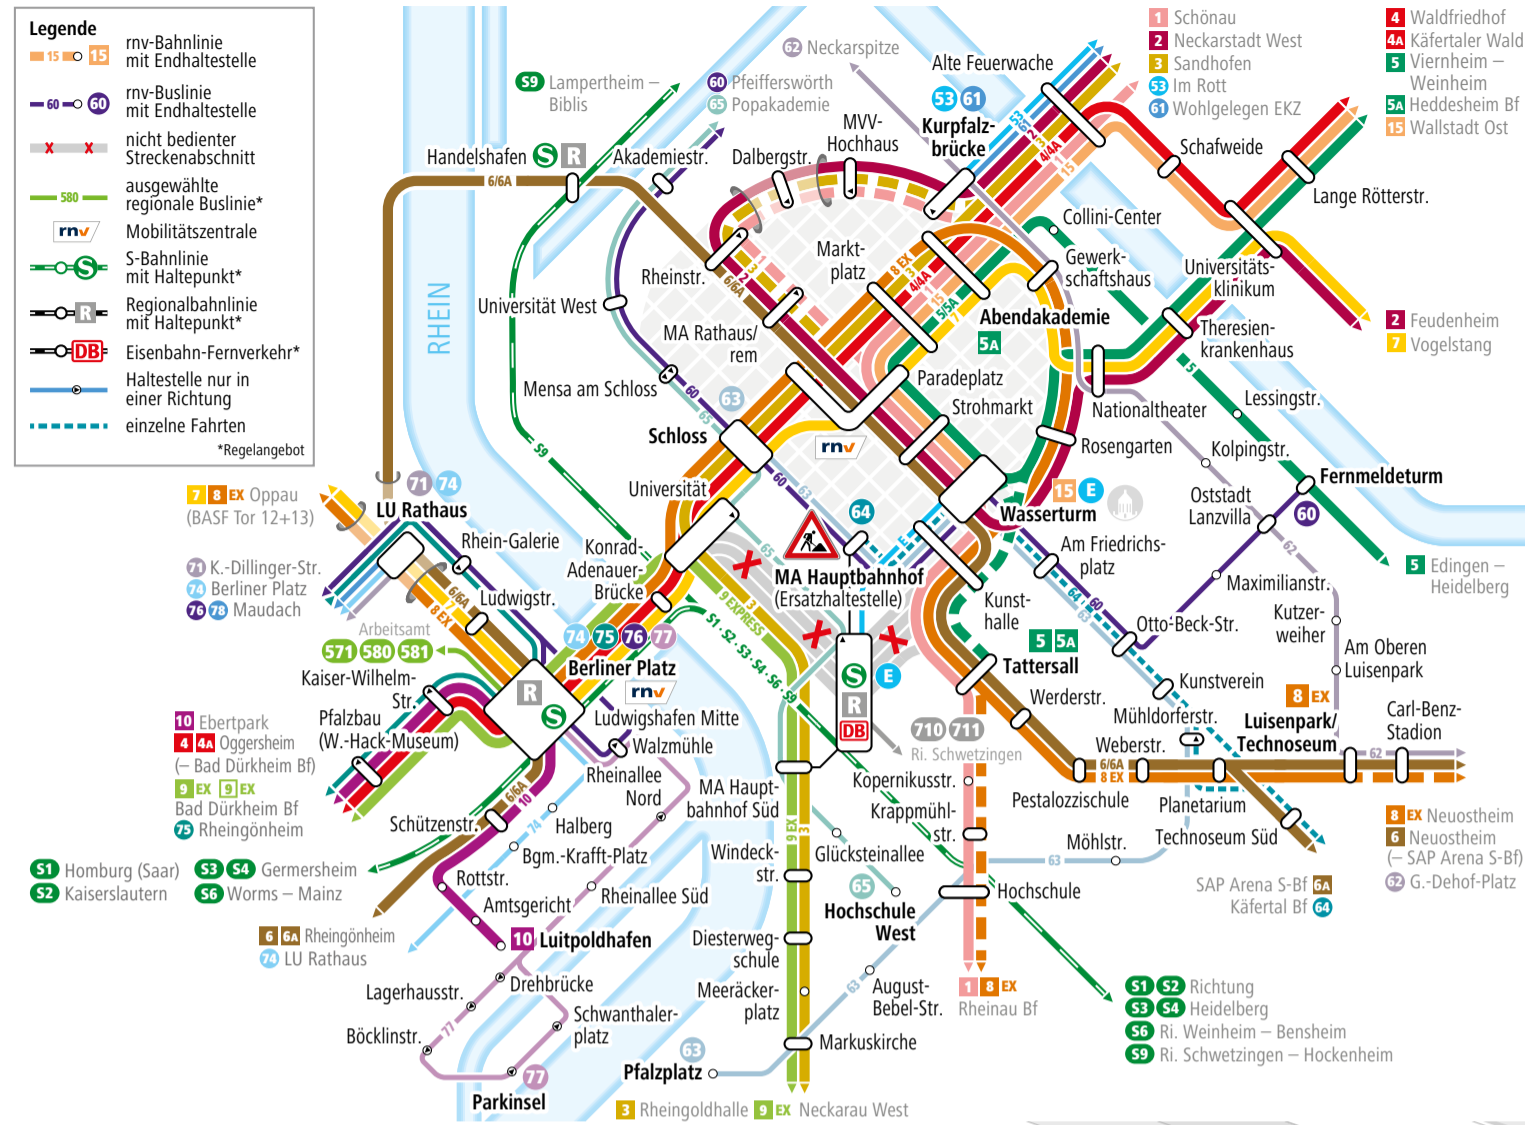 Legende
15 15
rnv-Bahnlinie
mit Endhaltestelle
60 60
rnv-Buslinie
mit Endhaltestelle
nicht bedienter
Streckenabschnitt
580
ausgewählte
regionale Buslinie*
rnv
Mobilitätszentrale
S
S-Bahnlinie
mit Haltepunkt*
R
Regionalbahnlinie
mit Haltepunkt*
DB
Eisenbahn-Fernverkehr*
Haltestelle nur in
einer Richtung
einzelne Fahrten
*Regelangebot
S9 Lampertheim –
Biblis
60 Pfeifferswörth
65 Popakademie
62 Neckarspitze
1 Schönau
2 Neckarstadt West
3 Sandhofen
53 Im Rott
61 Wohlgelegen EKZ
4 Waldfriedhof
4A Käfertaler Wald
5 Viernheim –
Weinheim
5A Heddesheim Bf
15 Wallstadt Ost
Alte Feuerwache
53 61
Kurpfalz-
brücke
MVV-
Hochhaus
Dalbergstr.
Akademiestr.
Handelshafen S R
6/6A
Schafweide
Lange Rötterstr.
Collini-Center
Gewerk-
schaftshaus
Universitäts-
klinikum
Theresien-
krankenhaus
2 Feudenheim
7 Vogelstang
Rheinstr.
Markt-
platz
Abendakademie
5A
Universität West
RHEIN
MA Rathaus/
rem
Mensa am Schloss
63
Schloss
rnv
Paradeplatz
Strohmarkt
Nationaltheater
Rosengarten
Lessingstr.
Kolpingstr.
Fernmeldeturm
60
Oststadt
Lanzvilla
15 E
Wasserturm
Am Friedrichs-
platz
Maximilianstr.
5 Edingen –
Heidelberg
Universität
64
MA Hauptbahnhof
(Ersatzhaltestelle)
Konrad-
Adenauer-
Brücke
7 8 EX Oppau
(BASF Tor 12+13)
71 74
LU Rathaus
Rhein-Galerie
71 K.-Dillinger-Str.
74 Berliner Platz
76 78 Maudach
Ludwigstr.
Arbeitsamt
571 580 581
74 75 76 77
Berliner Platz
R S
rnv
Kaiser-Wilhelm-
Str.
Pfalzbau
(W.-Hack-Museum)
10 Ebertpark
4 4A Oggersheim
(– Bad Dürkheim Bf)
9 EX 9 EX
Bad Dürkheim Bf
75 Rheingönheim
Ludwigshafen Mitte
Walzmühle
Rheinallee
Nord
9 EXPRESS
3
S1 · S2 · S3 · S4 · S6 · S9
S
R
DB
E
Kunst-
halle
5 5A
Tattersall
Werderstr.
Otto-Beck-Str.
Kutzer-
weiher
Am Oberen
Luisenpark
Kunstverein
Mühldorferstr.
8 EX
Luisenpark/
Technoseum
Carl-Benz-
Stadion
62
Weberstr.
6/6A
8 EX
710 711
Ri. Schwetzingen
Kopernikusstr.
Krappmühl-
str.
Pestalozzischule
Planetarium
Technoseum Süd
Möhlstr.
63
8 EX Neuostheim
6 Neuostheim
(– SAP Arena S-Bf)
62 G.-Dehof-Platz
SAP Arena S-Bf 6A
Käfertal Bf 64
MA Haupt-
bahnhof Süd
Schützenstr.
Halberg
Bgm.-Krafft-Platz
Glücksteinallee
65
Hochschule
West
Hochschule
Windeck-
str.
S1 Homburg (Saar) S3 S4 Germersheim
S2 Kaiserslautern S6 Worms – Mainz
Rottstr.
Amtsgericht
Rheinallee Süd
6 6A Rheingönheim
74 LU Rathaus
10 Luitpoldhafen
Diesterweg-
schule
Lagerhausstr.
Drehbrücke
Meeräcker-
platz
August-
Bebel-Str.
1 8 EX
Rheinau Bf
Böcklinstr.
Schwanthaler-
platz
77
Parkinsel
63
Pfalzplatz
Markuskirche
3 Rheingoldhalle 9 EX Neckarau West
S1 S2 Richtung
S3 S4 Heidelberg
S6 Ri. Weinheim – Bensheim
S9 Ri. Schwetzingen – Hockenheim